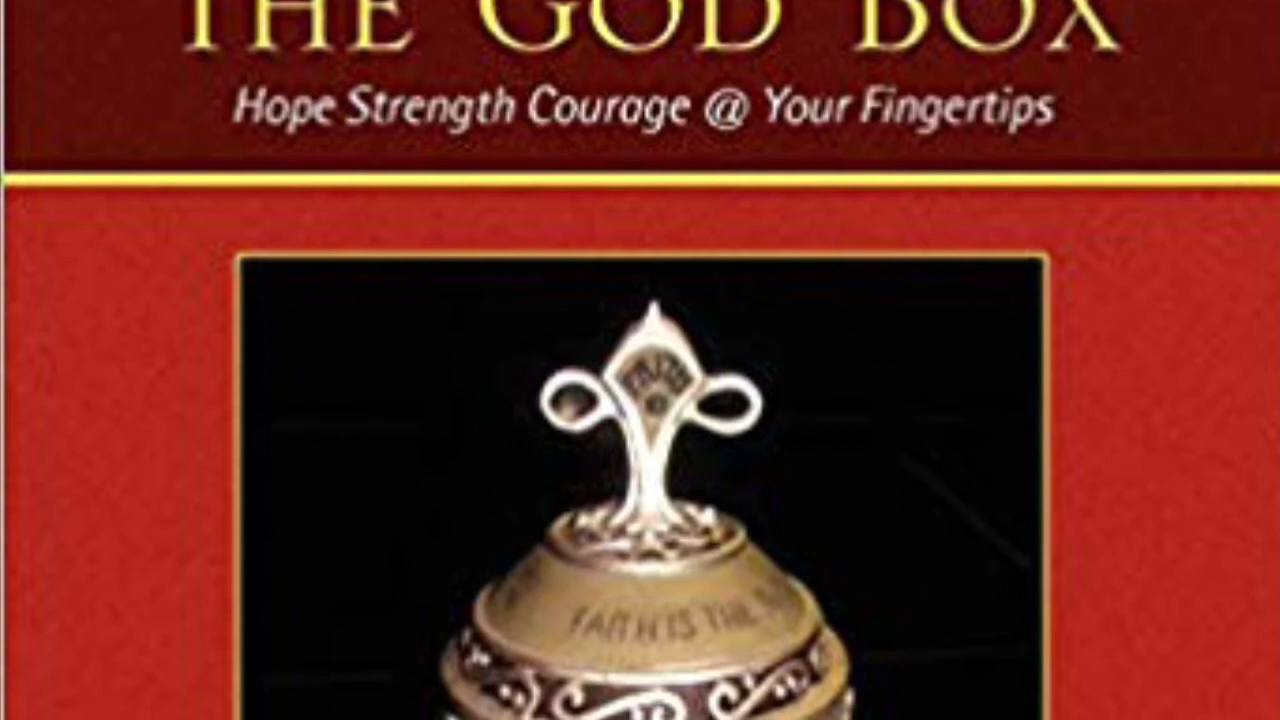 THE GOD BOX
Hope Strength Courage @ Your Fingertips
FAITH IS THE